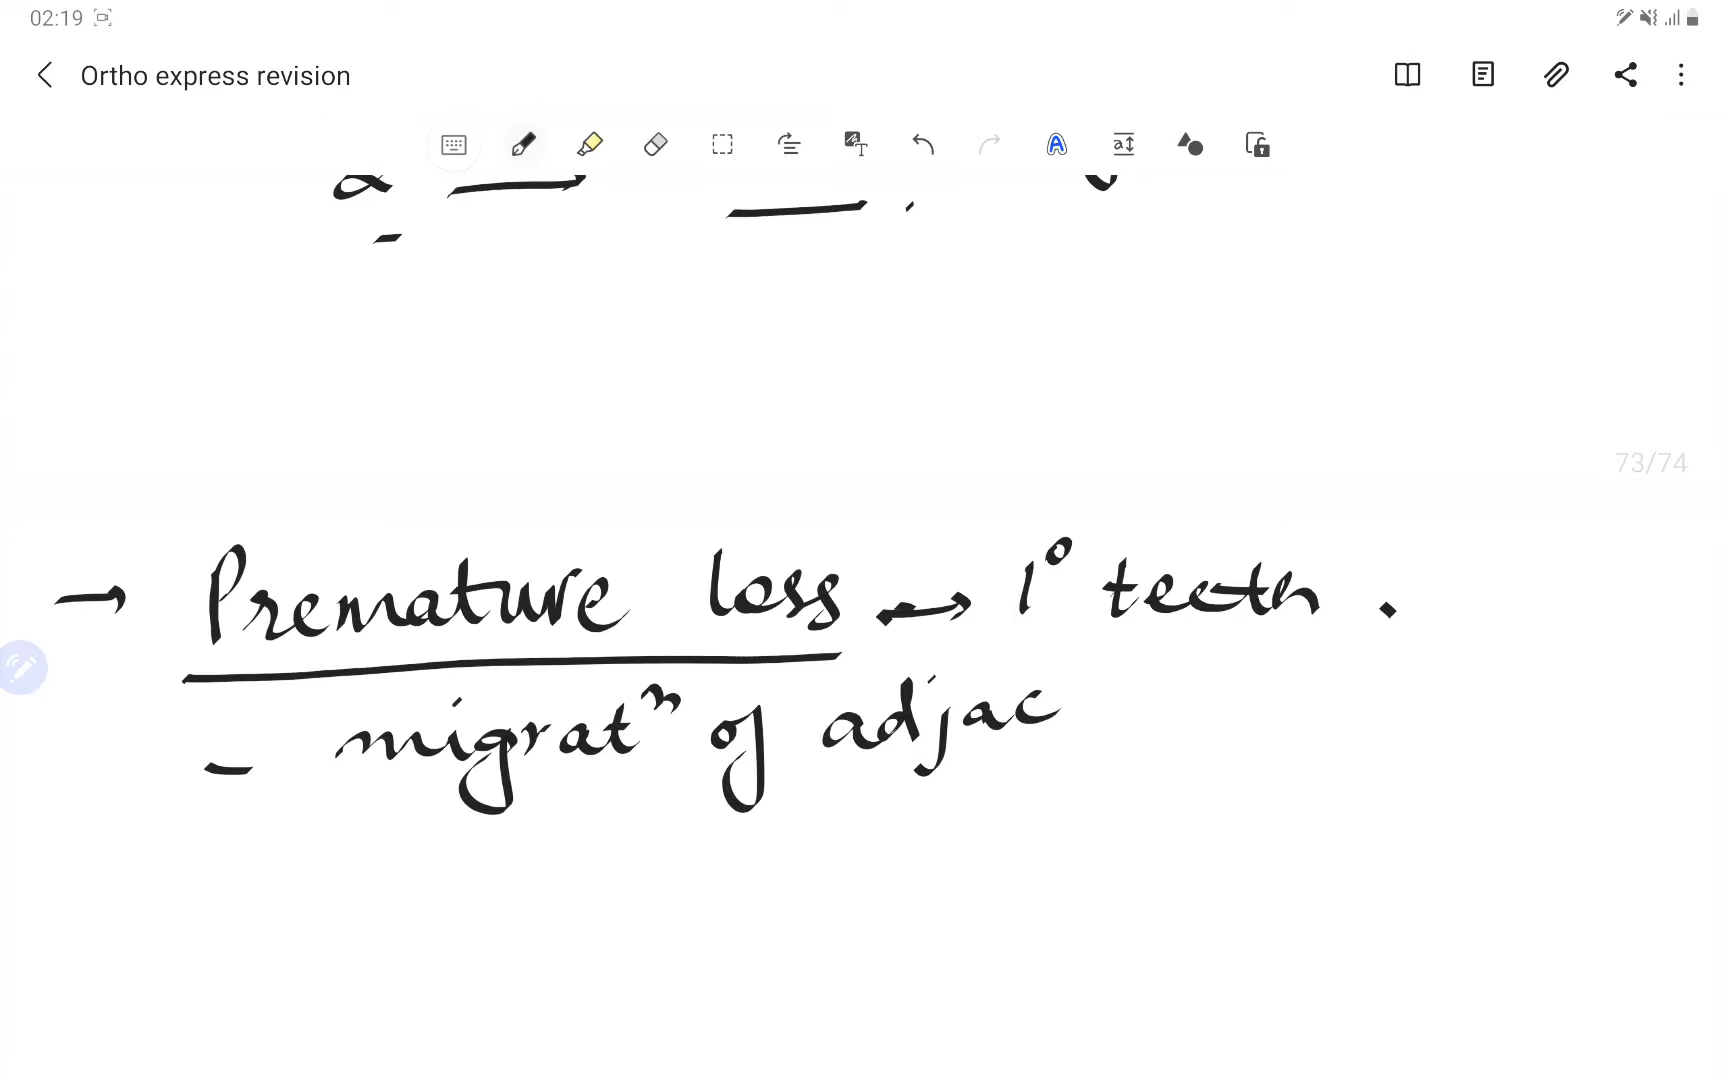 02:19
Ortho express revision
73/74
→ Premature loss → 1° teeth .
- migratⁿ of adjac